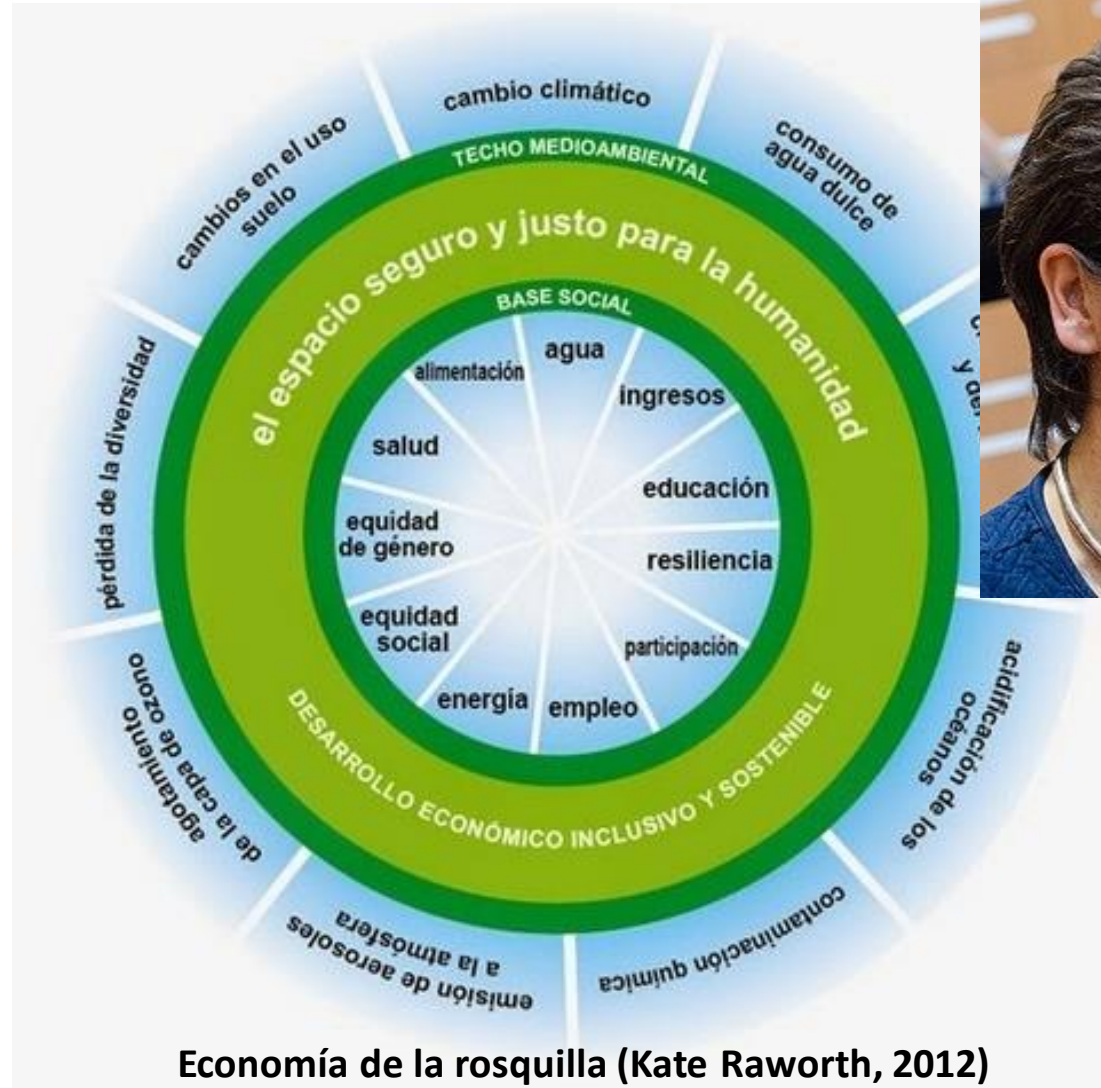 cambio climático
consumo de
agua dulce
y
acidificación de los
océanos
contaminación química
emisión de aerosoles
a la atmósfera
agotamiento
de la capa de ozono
pérdida de la diversidad
cambios en el uso
suelo
TECHO MEDIOAMBIENTAL
el espacio seguro y justo para la humanidad
BASE SOCIAL
agua
ingresos
educación
resiliencia
participación
empleo
energía
equidad
social
equidad
de género
salud
alimentación
DESARROLLO ECONÓMICO INCLUSIVO Y SOSTENIBLE
Economía de la rosquilla (Kate Raworth, 2012)